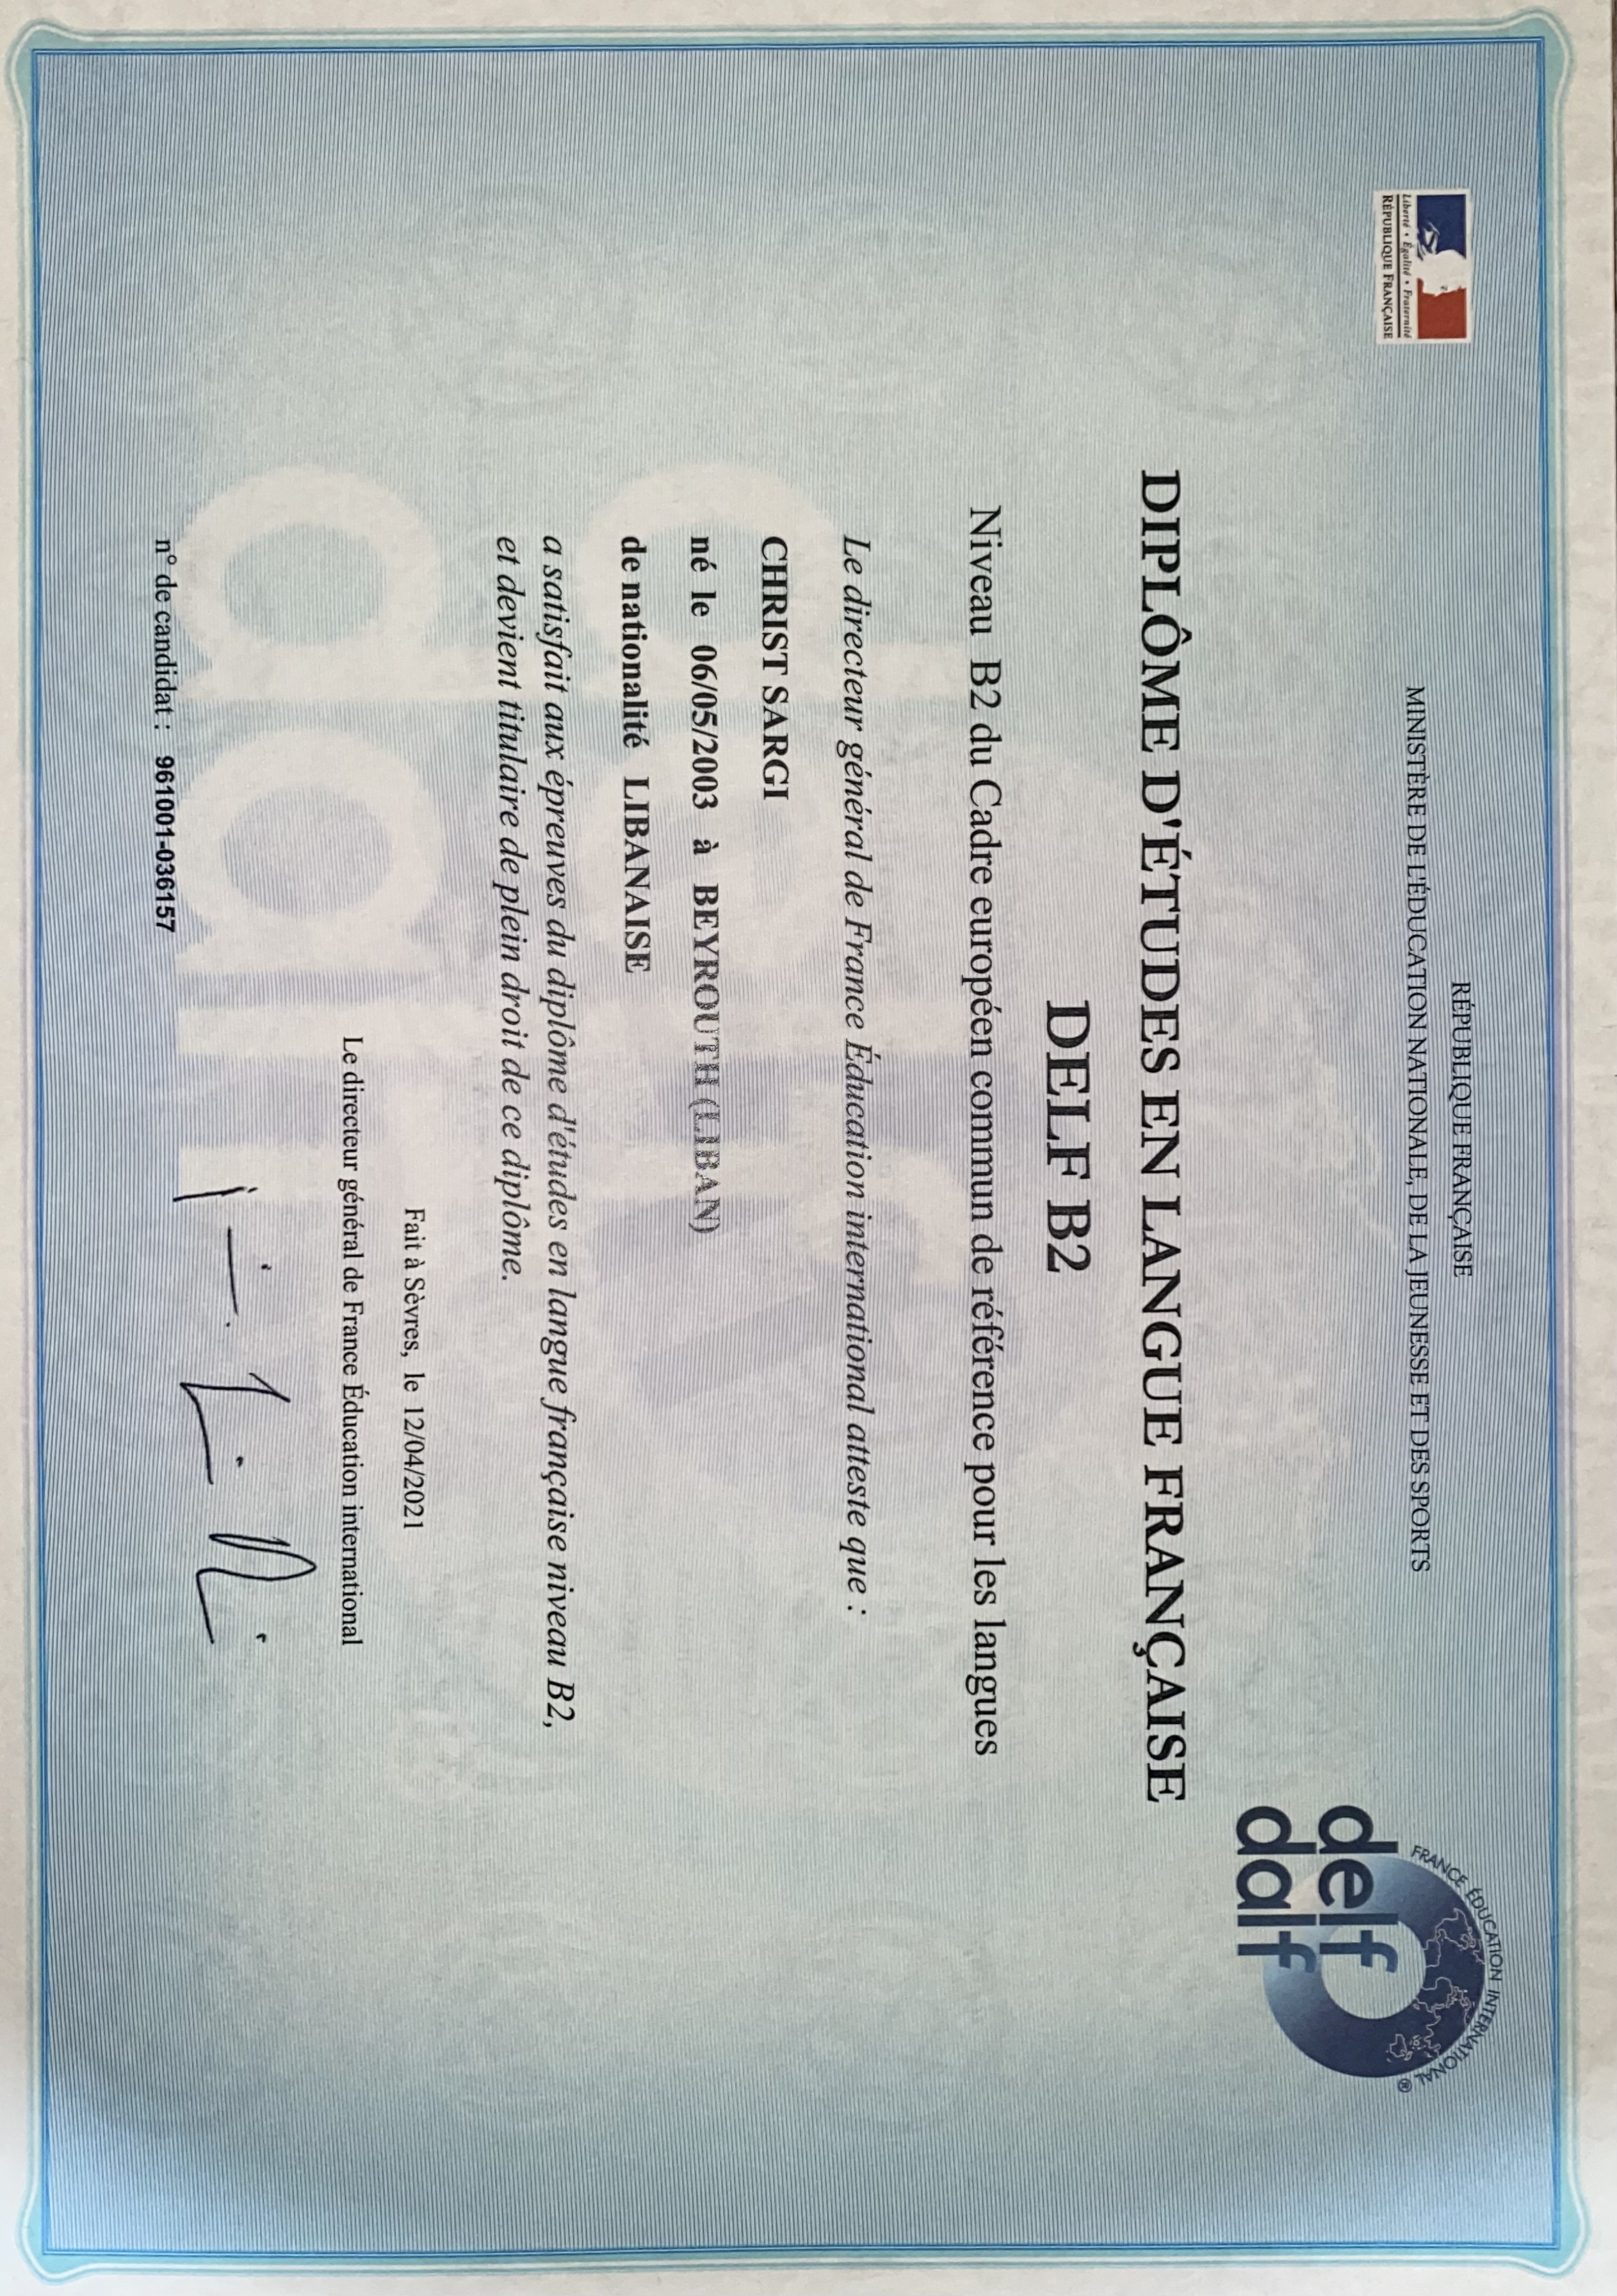 Liberté • Égalité • Fraternité
RÉPUBLIQUE FRANÇAISE
RÉPUBLIQUE FRANÇAISE
MINISTÈRE DE L'ÉDUCATION NATIONALE, DE LA JEUNESSE ET DES SPORTS
FRANCE ÉDUCATION INTERNATIONAL ®
delf
dalf
DIPLÔME D'ÉTUDES EN LANGUE FRANÇAISE
DELF B2
Niveau B2 du Cadre européen commun de référence pour les langues
Le directeur général de France Éducation international atteste que :
CHRIST SARGI
né le 06/05/2003 à BEYROUTH (LIBAN)
de nationalité LIBANAISE
a satisfait aux épreuves du diplôme d'études en langue française niveau B2,
et devient titulaire de plein droit de ce diplôme.
Fait à Sèvres, le 12/04/2021
Le directeur général de France Éducation international
n° de candidat : 961001-036157
delf
dalf